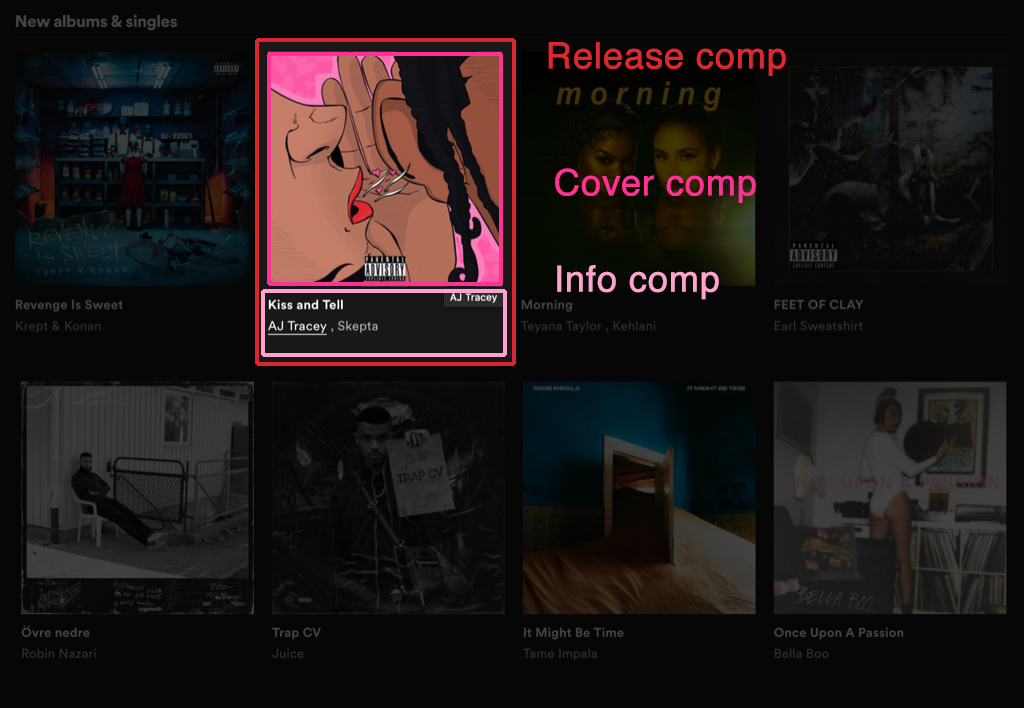 New albums & singles
Release comp
morning
Cover comp
Info comp
OPEN
REVENGE
IS SWEET
KREPT X KONAN
PARENTAL
ADVISORY
EXPLICIT CONTENT
PARENTAL
ADVISORY
EXPLICIT CONTENT
Revenge Is Sweet
Krept & Konan
Kiss and Tell
AJ Tracey
AJ Tracey , Skepta
Morning
Teyana Taylor , Kehlani
FEET OF CLAY
Earl Sweatshirt
TRAP CV
TAME IMPALA
IT MIGHT BE TIME
ONCE UPON A PASSION
BELLA BOO
Övre nedre
Robin Nazari
Trap CV
Juice
It Might Be Time
Tame Impala
Once Upon A Passion
Bella Boo